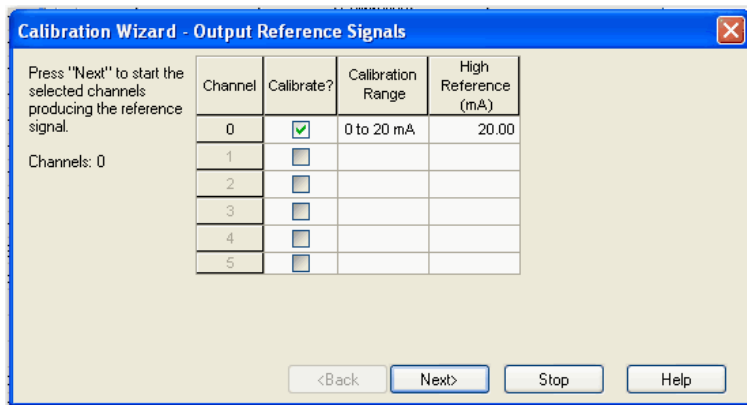 Calibration Wizard - Output Reference Signals
Press "Next" to start the
selected channels
producing the reference
signal.
Channels: 0
Channel Calibrate? Calibration Range High Reference (mA)
0 0 to 20 mA 20.00
1
2
3
4
5
<Back Next> Stop Help